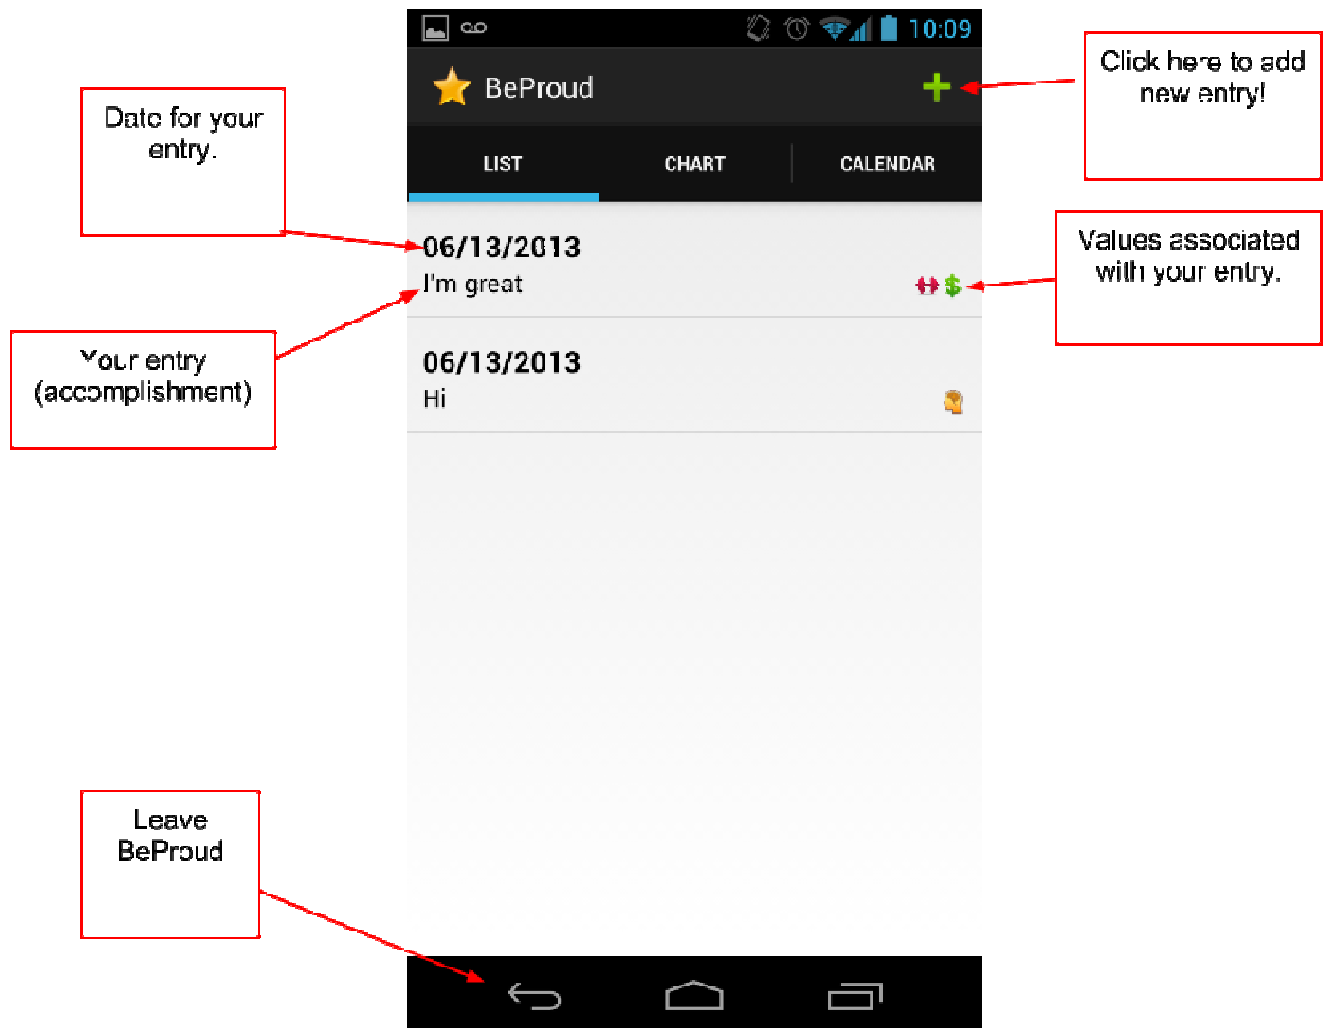 10:09
BeProud
LIST
CHART
CALENDAR
06/13/2013
I'm great
06/13/2013
Hi
Date for your
entry.
Your entry
(accomplishment)
Leave
BeProud
Click here to add
new entry!
Values associated
with your entry.